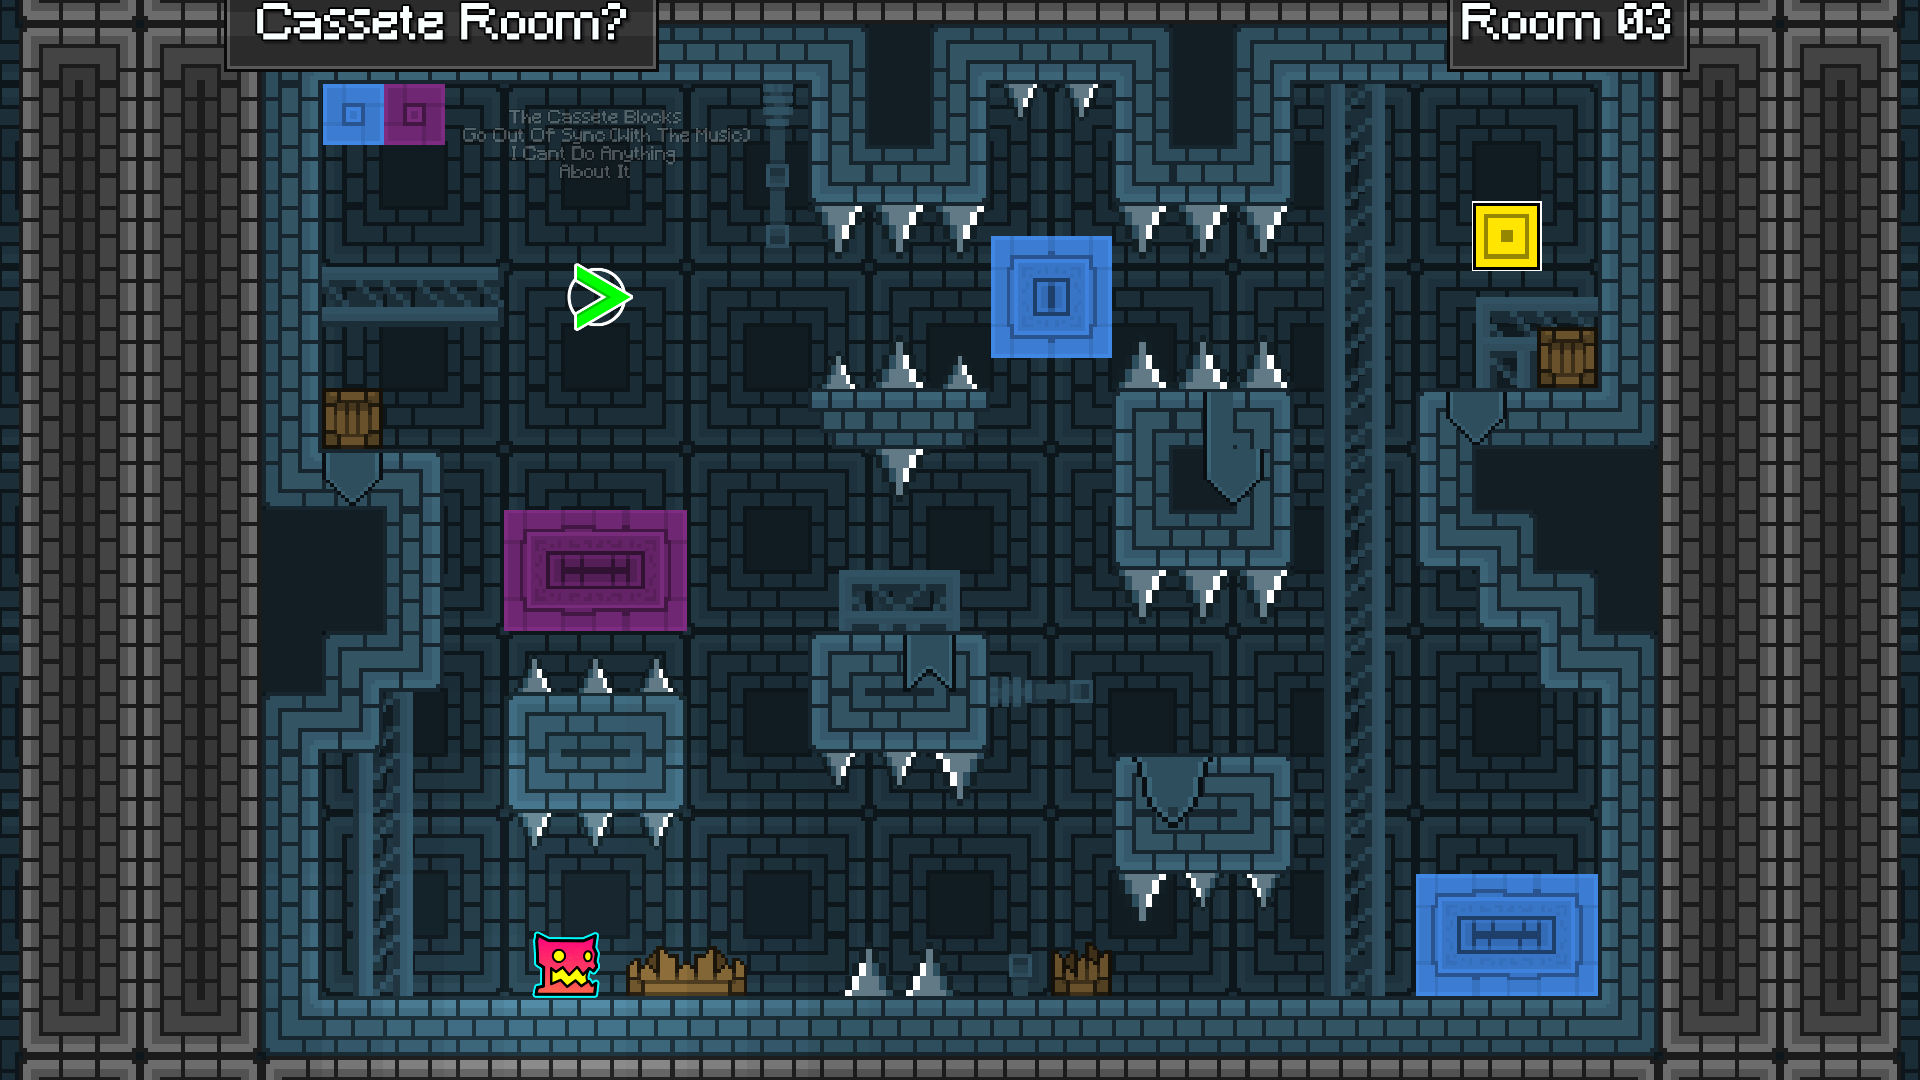 Cassete Room?
Room 03
The Cassete Blocks
Go Out Of Sync(With The Music)
I Cant Do Anything
About It